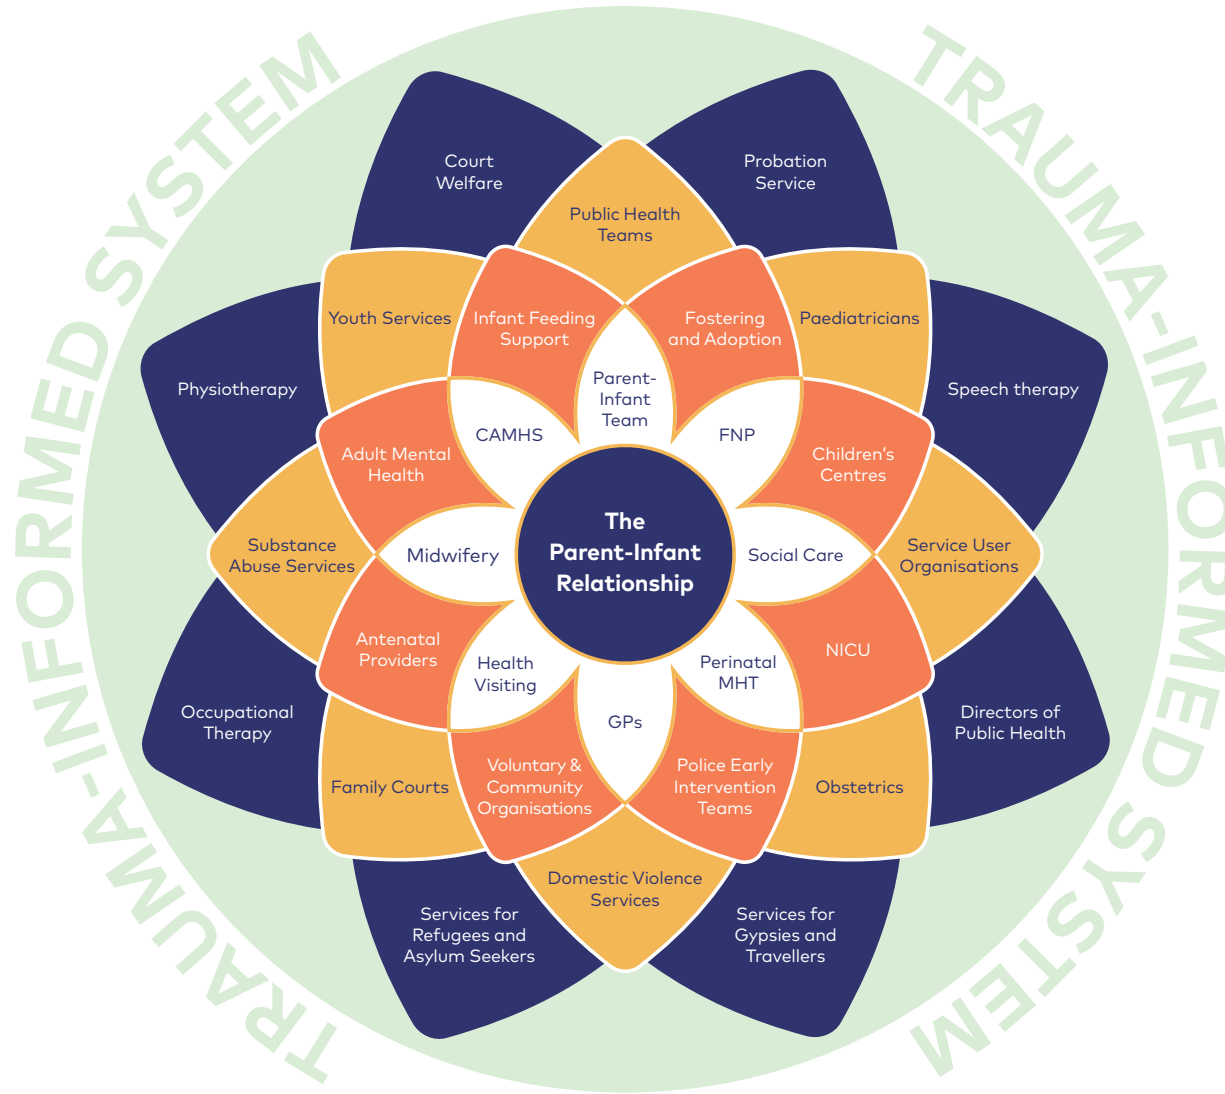 TRAUMA-INFORMED SYSTEM
TRAUMA-INFORMED SYSTEM
Court
Welfare
Probation
Service
Public Health
Teams
Youth Services
Infant Feeding
Support
Fostering
and Adoption
Paediatricians
Physiotherapy
Speech therapy
Parent-
Infant
Team
CAMHS
FNP
Adult Mental
Health
Children's
Centres
Substance
Abuse Services
Midwifery
The
Parent-Infant
Relationship
Social Care
Service User
Organisations
Antenatal
Providers
Health
Visiting
Perinatal
MHT
NICU
Occupational
Therapy
GPs
Directors of
Public Health
Family Courts
Voluntary &
Community
Organisations
Police Early
Intervention
Teams
Obstetrics
Domestic Violence
Services
Services for
Refugees and
Asylum Seekers
Services for
Gypsies and
Travellers